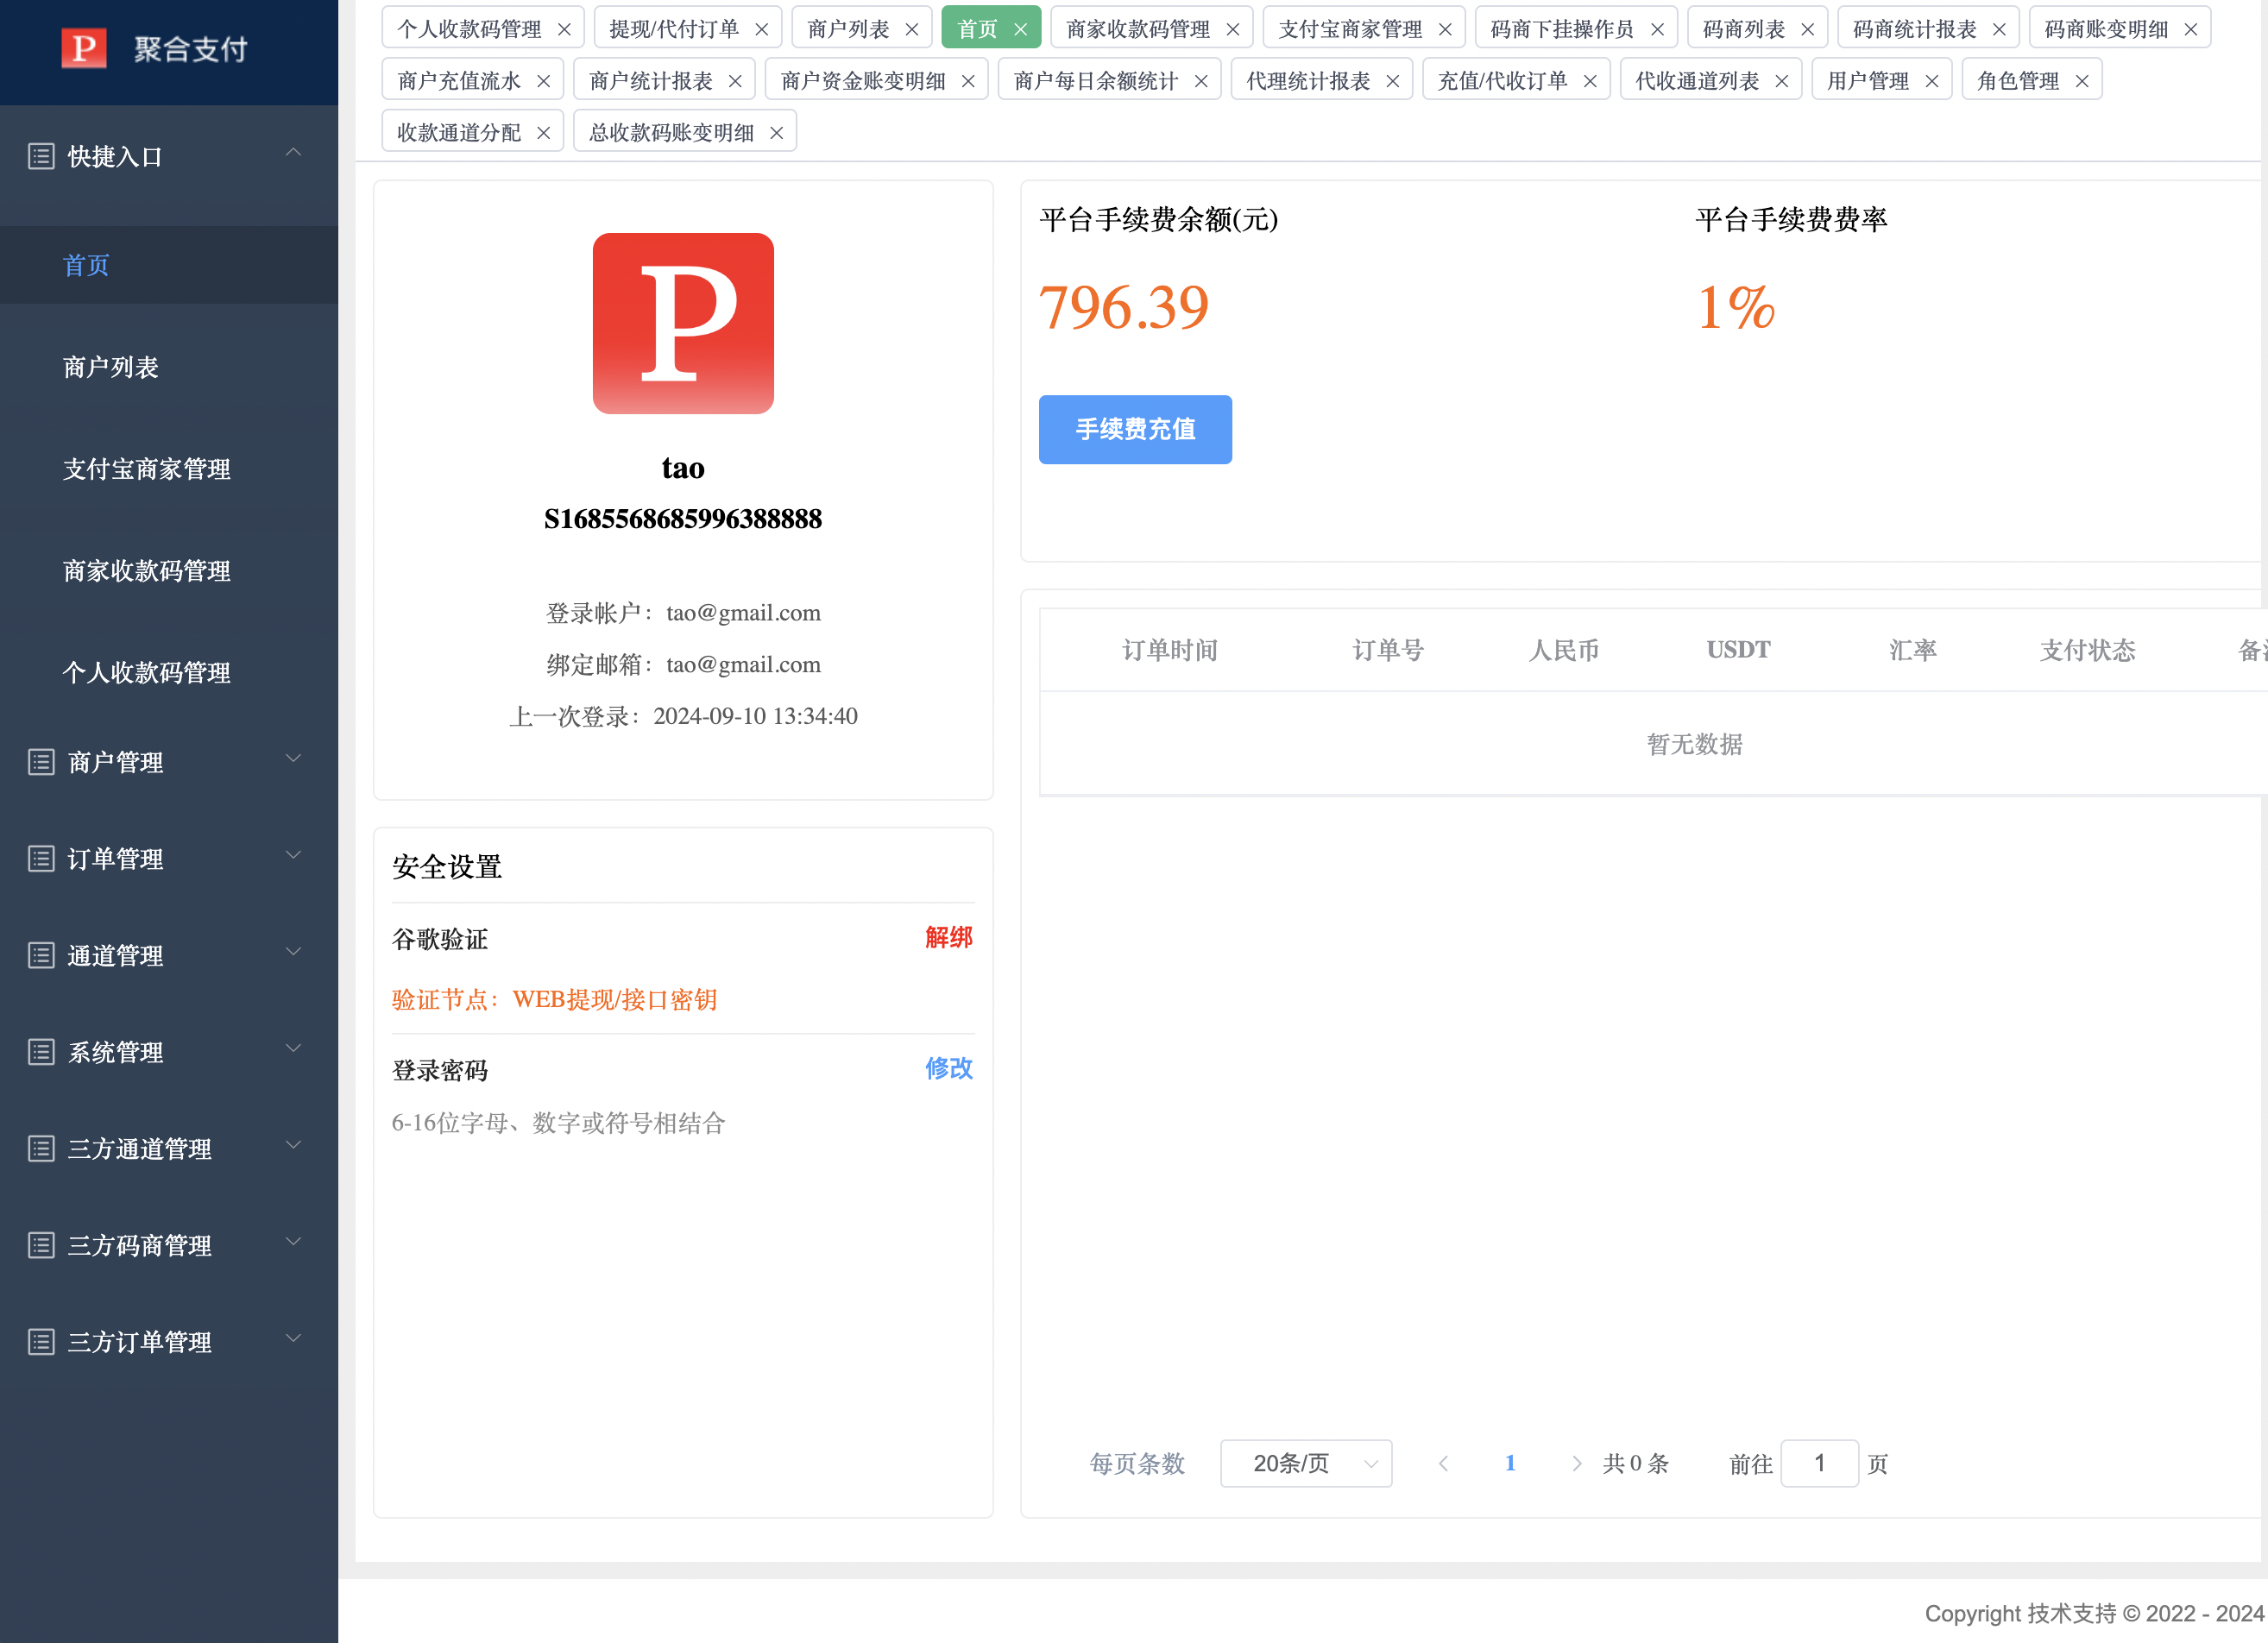 聚合支付
快捷入口
首页
商户列表
支付宝商家管理
商家收款码管理
个人收款码管理
商户管理
订单管理
通道管理
系统管理
三方通道管理
三方码商管理
三方订单管理
个人收款码管理 提现/代付订单 商户列表 首页 商家收款码管理 支付宝商家管理 码商下挂操作员 码商列表 码商统计报表 码商账变明细
商户充值流水 商户统计报表 商户资金账变明细 商户每日余额统计 代理统计报表 充值/代收订单 代收通道列表 用户管理 角色管理
收款通道分配 总收款码账变明细
P
tao
S1685568685996388888
登录帐户：tao@gmail.com
绑定邮箱：tao@gmail.com
上一次登录：2024-09-10 13:34:40
安全设置
谷歌验证 解绑
验证节点：WEB提现/接口密钥
登录密码 修改
6-16位字母、数字或符号相结合
平台手续费余额(元) 平台手续费费率
796.39 1%
手续费充值
订单时间 订单号 人民币 USDT 汇率 支付状态 备
暂无数据
每页条数 20条/页 1 共 0 条 前往 1 页
Copyright 技术支持 © 2022 - 2024